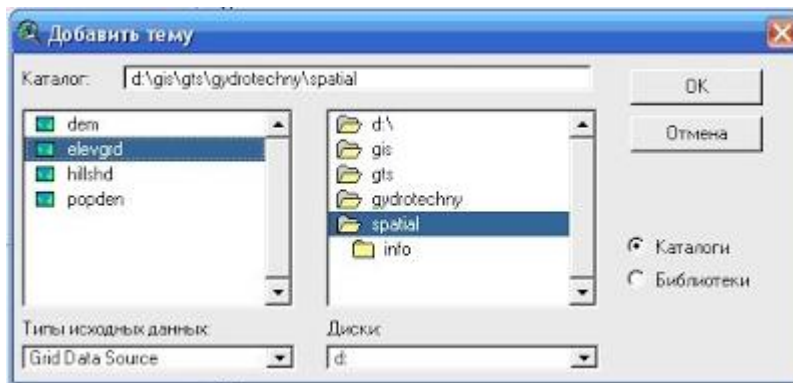 Добавить тему
Каталог: d:\gis\gts\gydrotechny\spatial
OK
Отмена
dem
elevgrd
hillshd
popden
d:\
gis
gts
gydrotechny
spatial
info
Каталоги
Библиотеки
Типы исходных данных:
Grid Data Source
Диски:
d: